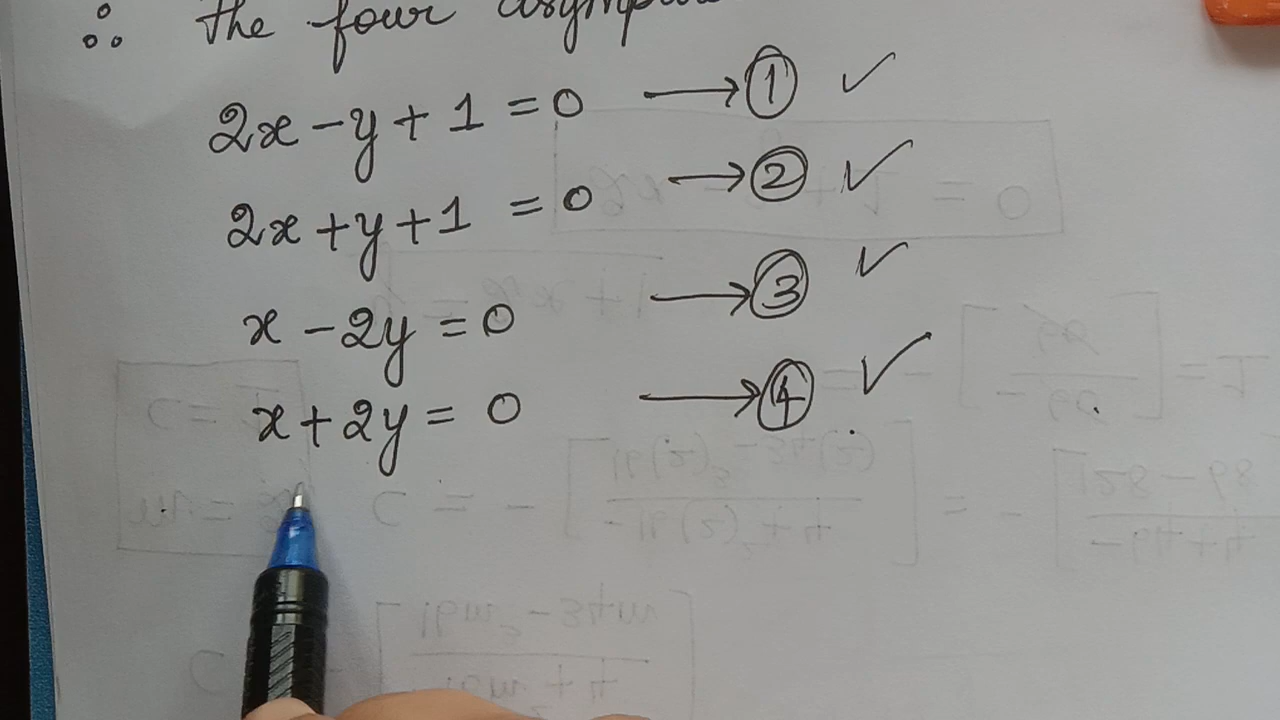 ∴ The four
2x - y + 1 = 0 ⟶ ① ✓
2x + y + 1 = 0 ⟶ ② ✓
x - 2y = 0 ⟶ ③ ✓
x + 2y = 0 ⟶ ④ ✓